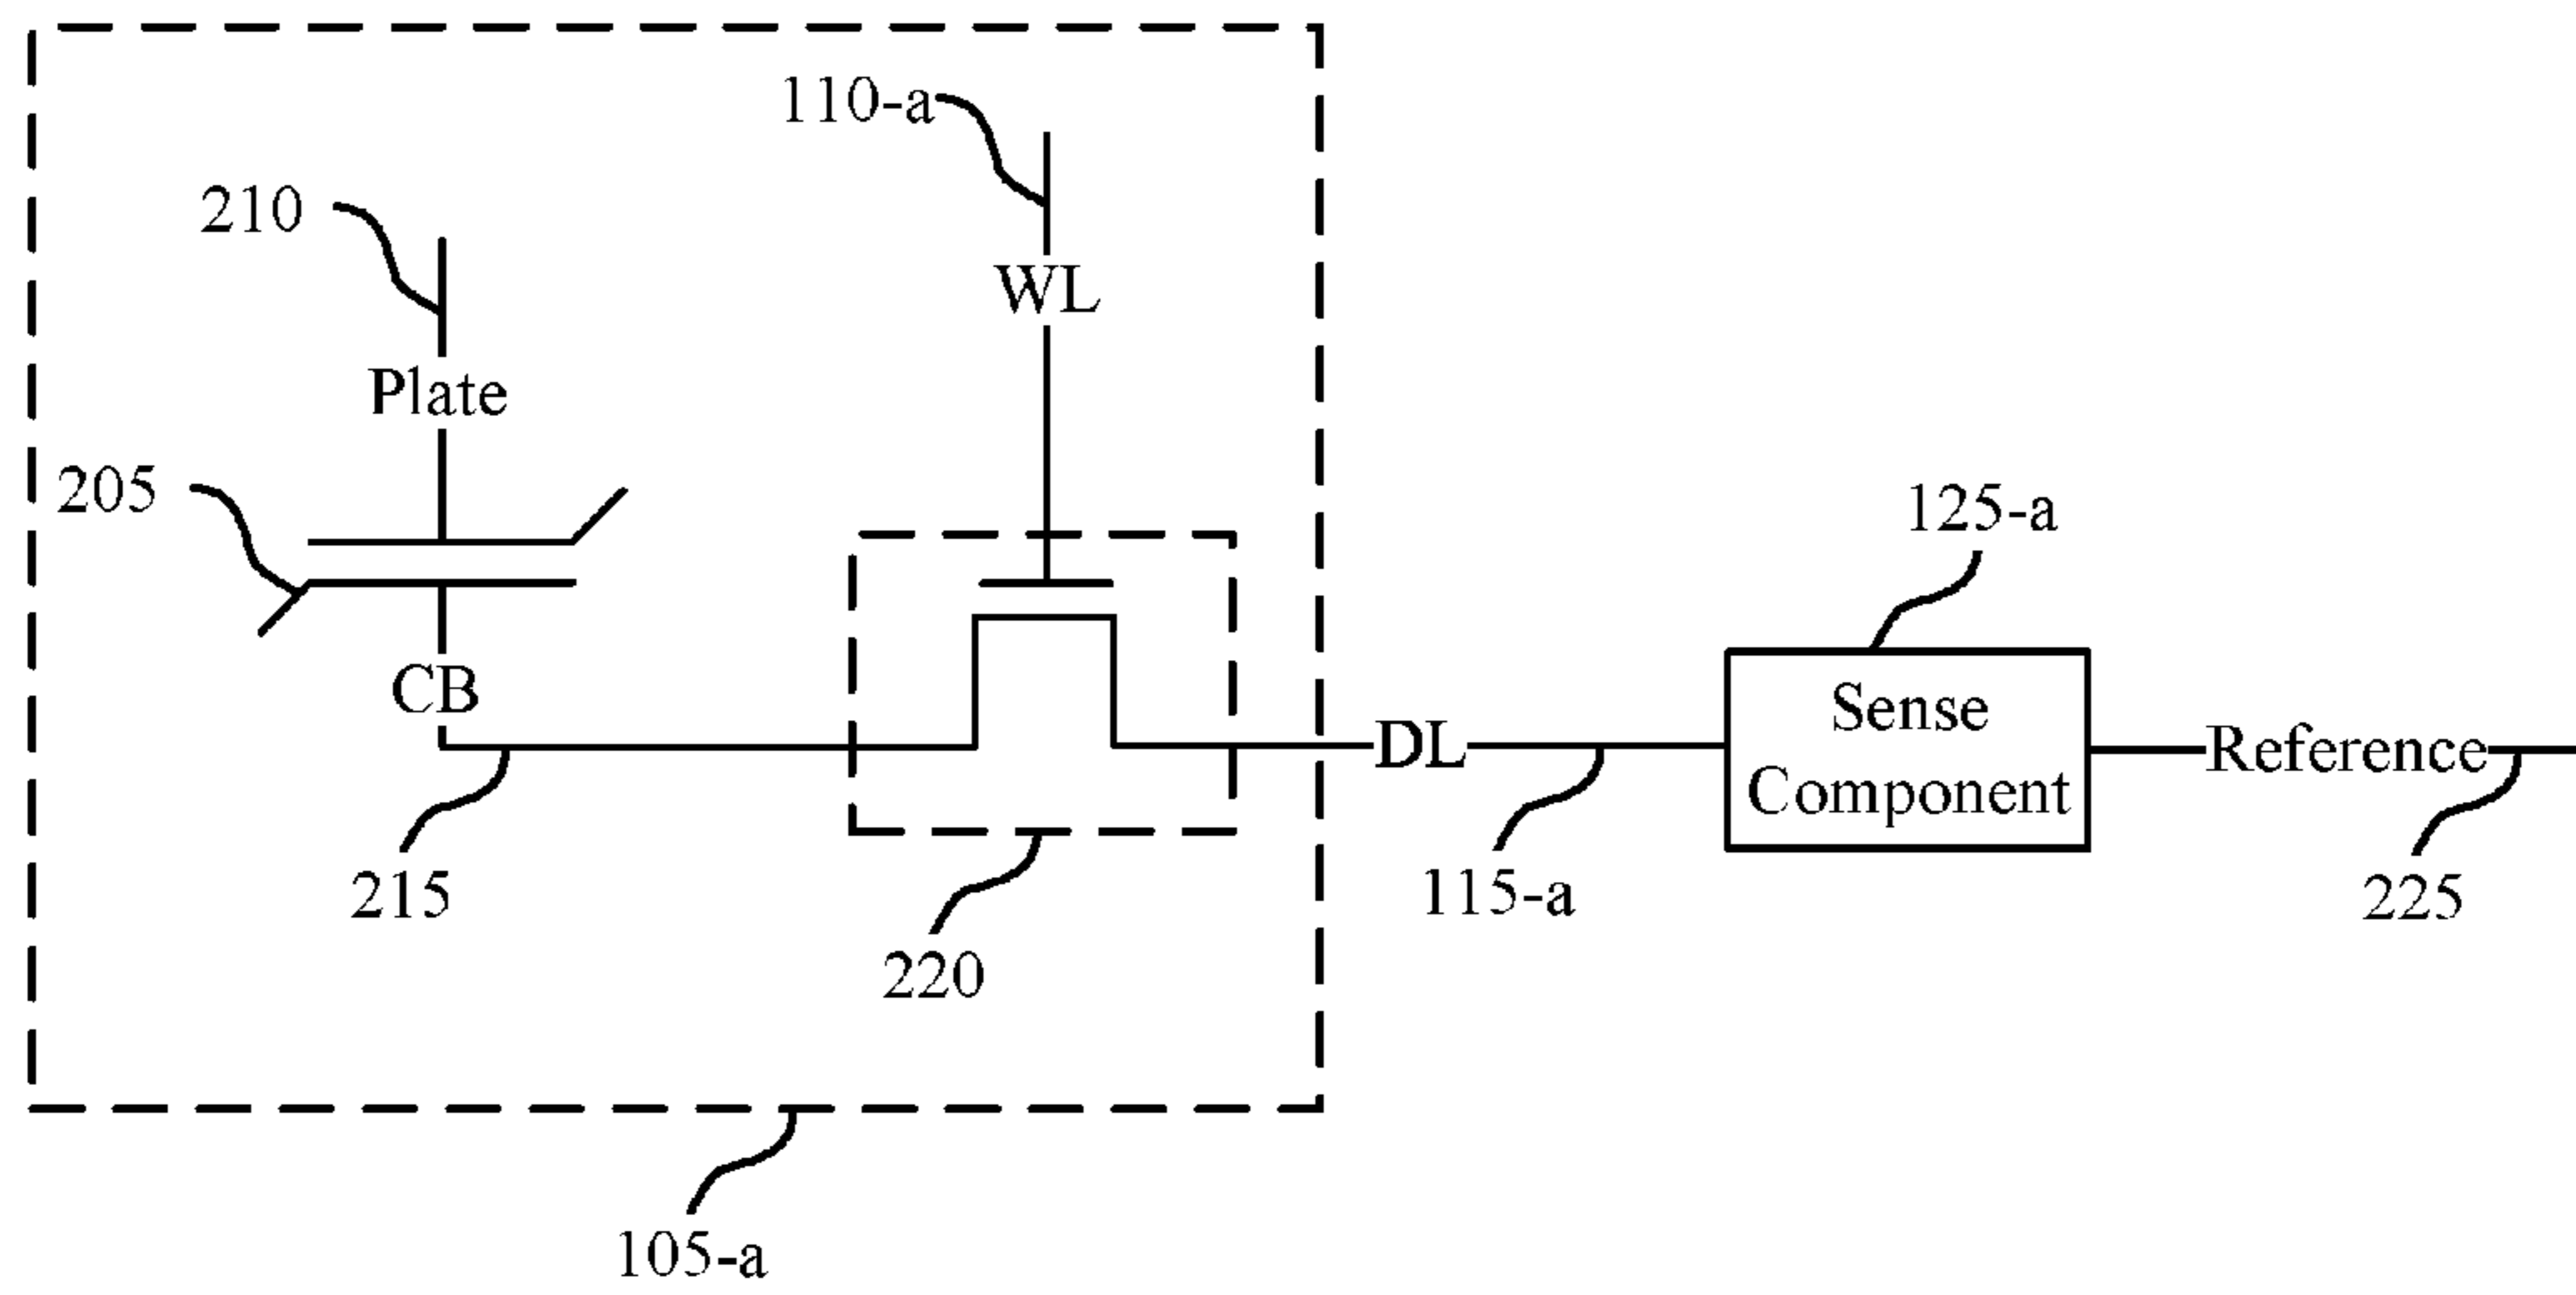 110-a
210
WL
Plate
205
125-a
CB
Sense
Component
DL
Reference
215
115-a
225
220
105-a